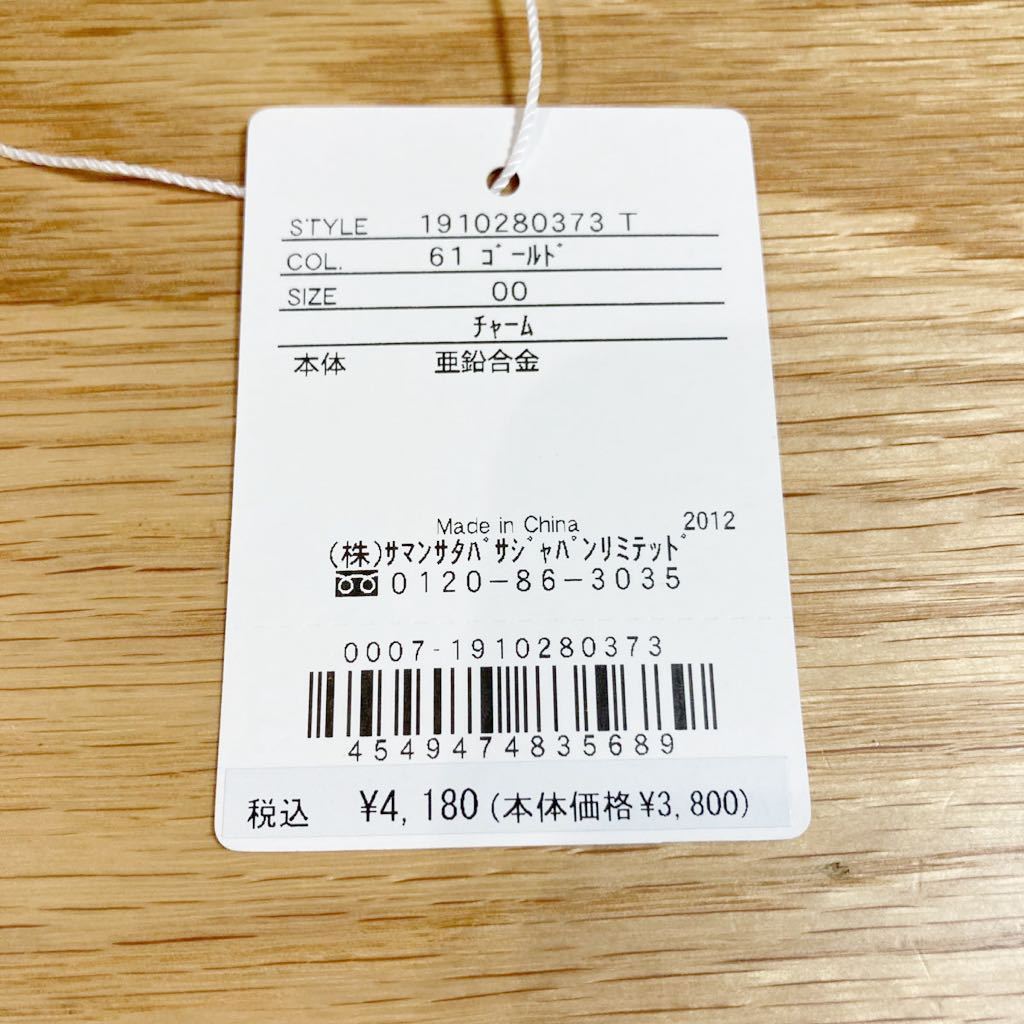 STYLE 1910280373 T
COL. 61 ｺﾞｰﾙﾄﾞ
SIZE 00
ﾁｬｰﾑ
本体 亜鉛合金
Made in China 2012
(株)ｻﾏﾝｻﾀﾊﾞｻｼﾞｬﾊﾟﾝﾘﾐﾃｯﾄﾞ
0120-86-3035
0007-1910280373
4549474835689
税込 ¥4,180(本体価格¥3,800)